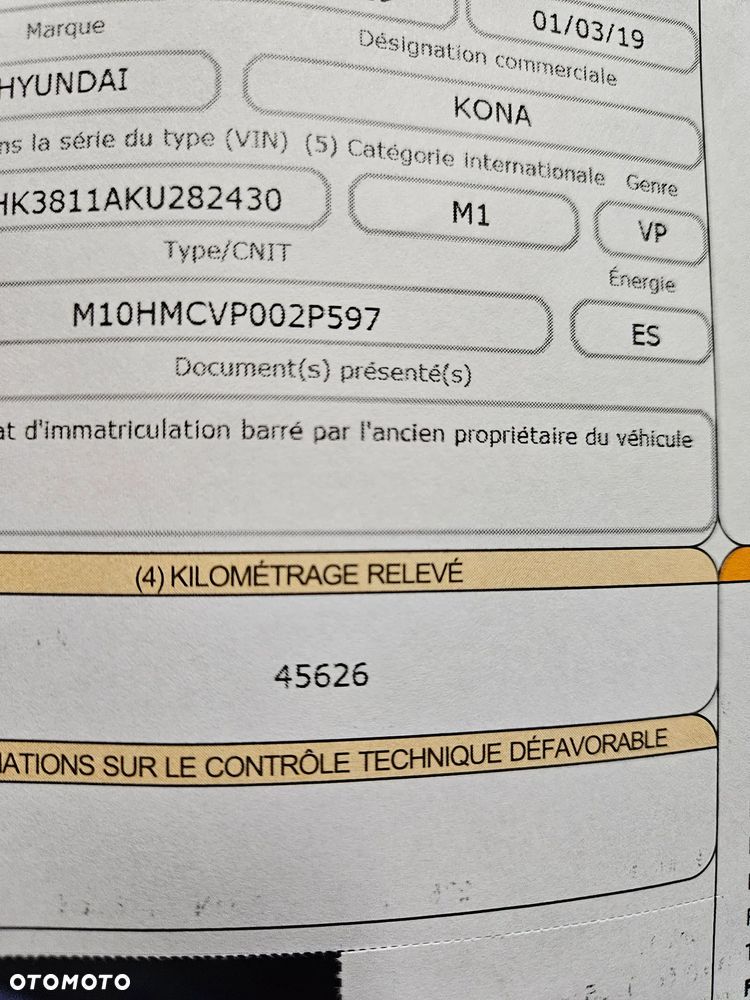 01/03/19
Marque
Désignation commerciale
HYUNDAI
KONA
ns la série du type (VIN)
(5) Catégorie internationale
Genre
HK3811AKU282430
M1
VP
Type/CNIT
Énergie
M10HMCVP002P597
ES
Document(s) présenté(s)
at d'immatriculation barré par l'ancien propriétaire du véhicule
(4) KILOMÉTRAGE RELEVÉ
45626
IATIONS SUR LE CONTRÔLE TECHNIQUE DÉFAVORABLE
OTOMOTO